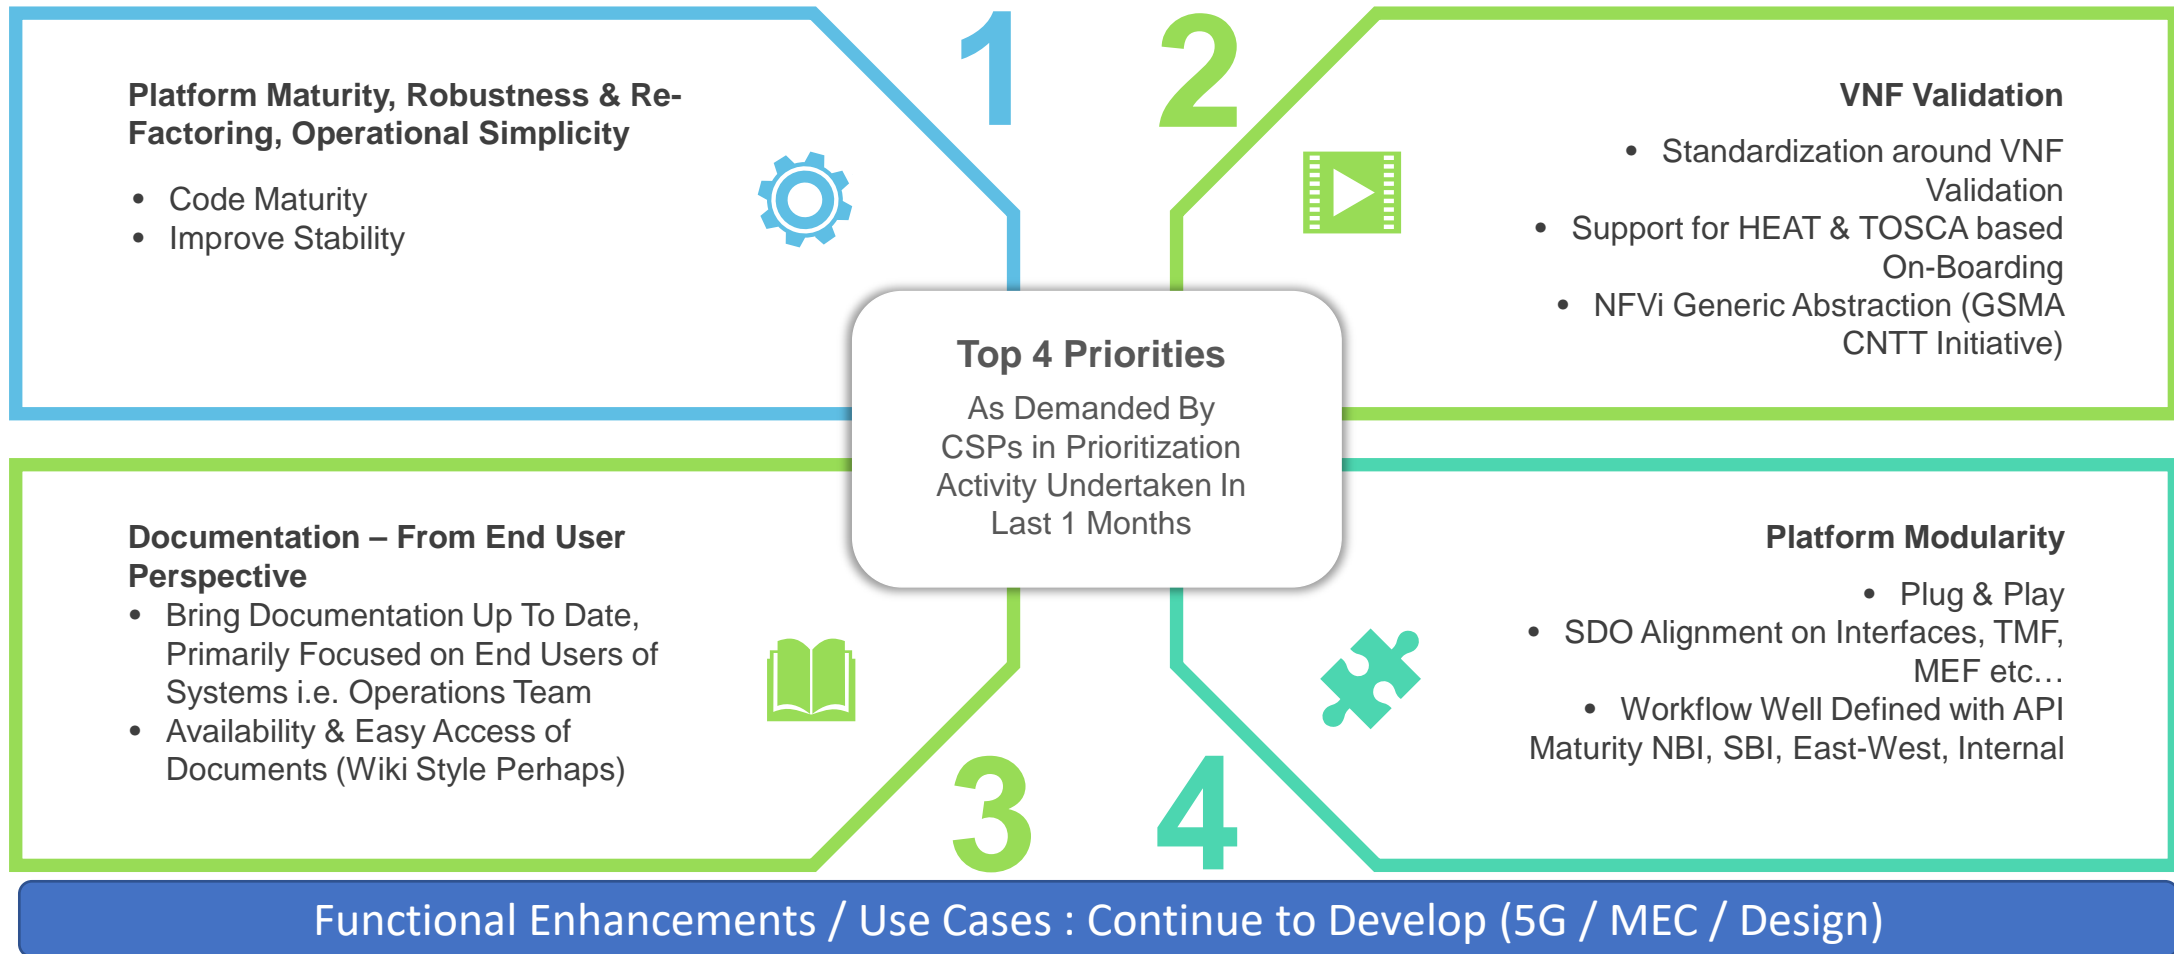 1
Platform Maturity, Robustness & Re-
Factoring, Operational Simplicity
• Code Maturity
• Improve Stability
2
VNF Validation
• Standardization around VNF
Validation
• Support for HEAT & TOSCA based
On-Boarding
• NFVi Generic Abstraction (GSMA
CNTT Initiative)
Top 4 Priorities
As Demanded By
CSPs in Prioritization
Activity Undertaken In
Last 1 Months
Documentation – From End User
Perspective
• Bring Documentation Up To Date,
Primarily Focused on End Users of
Systems i.e. Operations Team
• Availability & Easy Access of
Documents (Wiki Style Perhaps)
3
Platform Modularity
• Plug & Play
• SDO Alignment on Interfaces, TMF,
MEF etc…
• Workflow Well Defined with API
Maturity NBI, SBI, East-West, Internal
4
Functional Enhancements / Use Cases : Continue to Develop (5G / MEC / Design)